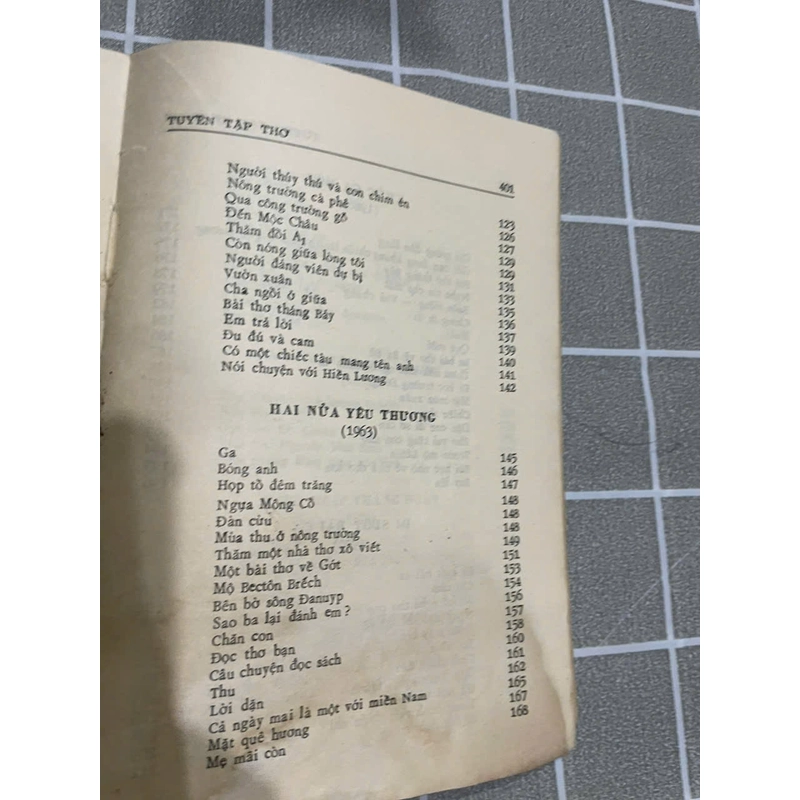 TUYỂN TẬP THƠ 401
Người thủy thủ và con chim én 123
Nông trường cà phê 126
Qua công trường gỗ 127
Đến Mộc Châu 129
Thăm đồi A1 129
Còn nóng giữa lòng tôi 131
Người đảng viên dự bị 133
Vườn xuân 135
Cha ngồi ở giữa 136
Bài thơ tháng Bảy 137
Em trả lời 139
Đu đủ và cam 140
Có một chiếc tàu mang tên anh 141
Nói chuyện với Hiền Lương 142
HAI NỬA YÊU THƯƠNG
(1963)
Ga 145
Bóng anh 146
Họp tổ đêm trăng 147
Ngựa Mông Cổ 148
Đàn cừu 148
Mùa thu ở nông trường 148
Thăm một nhà thơ xô viết 149
Một bài thơ về Gớt 151
Mộ Bectôn Brếch 153
Bên bờ sông Đanuyp 154
Sao ba lại đánh em? 156
Chăn con 157
Đọc thơ bạn 158
Câu chuyện đọc sách 160
Thu 161
Lời dặn 162
Cả ngày mai là một với miền Nam 165
Mặt quê hương 167
Mẹ mãi còn 168